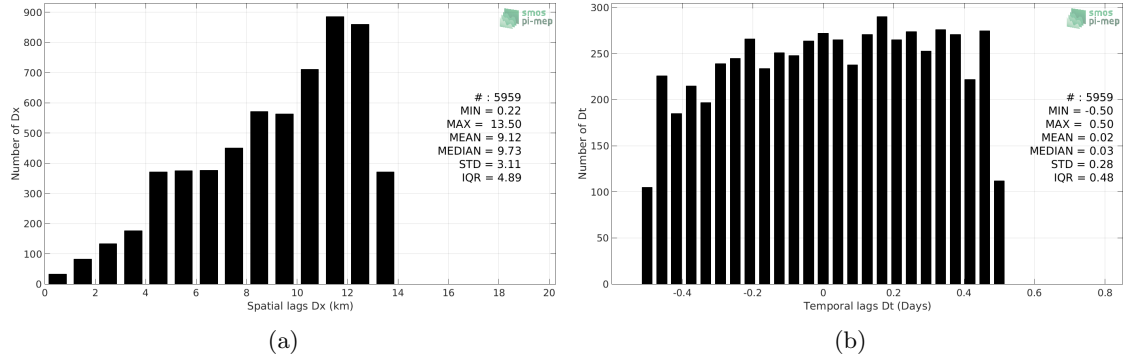 900
800
700
600
500
400
300
200
100
0
Number of Dx
0 2 4 6 8 10 12 14 16 18 20
Spatial lags Dx (km)
smos
pi-mep
# : 5959
MIN = 0.22
MAX = 13.50
MEAN = 9.12
MEDIAN = 9.73
STD = 3.11
IQR = 4.89
(a)
300
250
200
150
100
50
0
Number of Dt
-0.4 -0.2 0 0.2 0.4 0.6 0.8
Temporal lags Dt (Days)
smos
pi-mep
# : 5959
MIN = -0.50
MAX = 0.50
MEAN = 0.02
MEDIAN = 0.03
STD = 0.28
IQR = 0.48
(b)